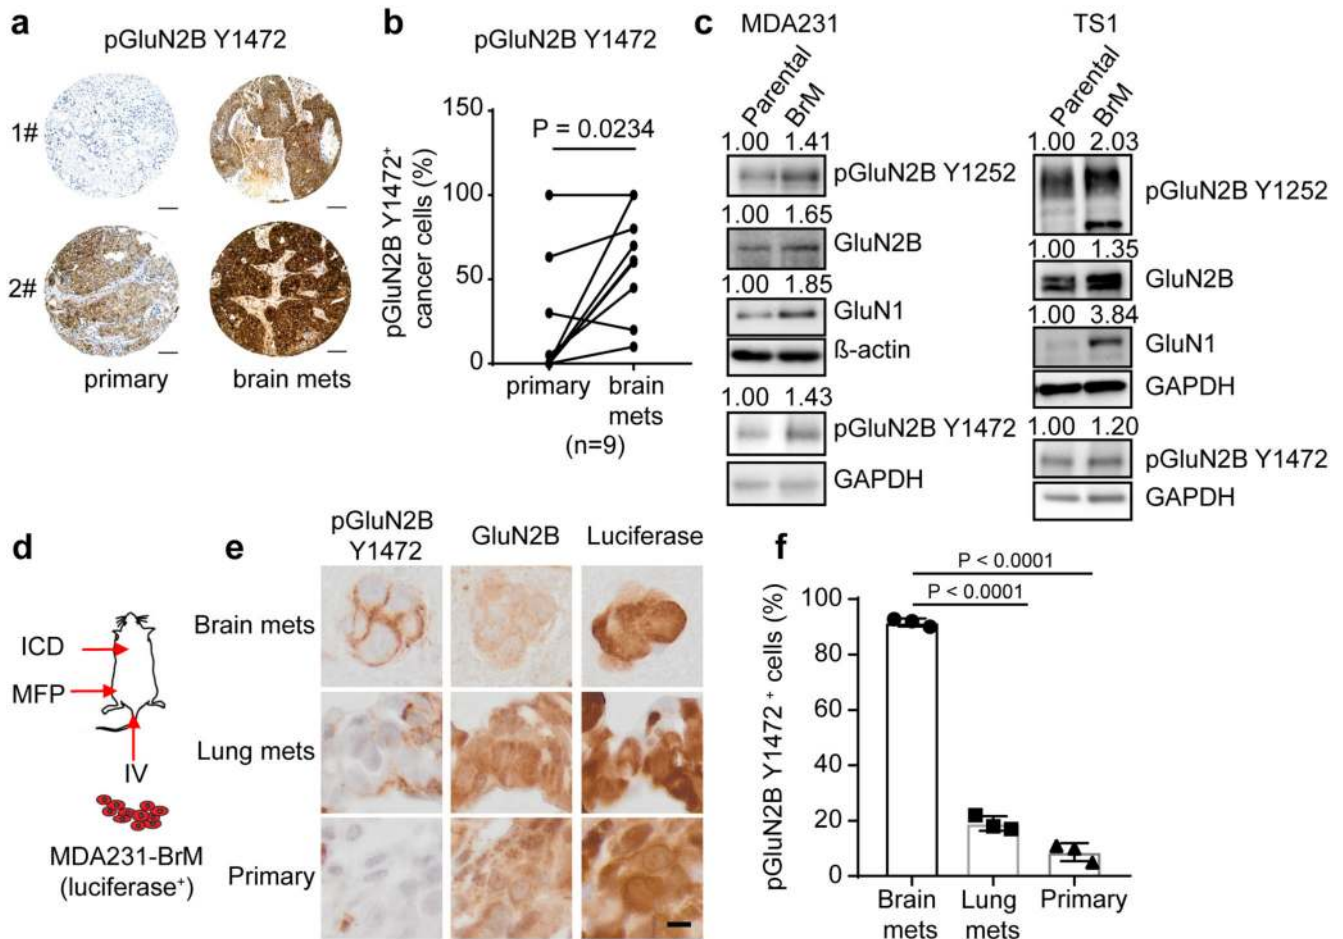 a
pGluN2B Y1472
1#
2#
primary
brain mets
b
pGluN2B Y1472
150
100
50
0
P = 0.0234
pGluN2B Y1472⁺
cancer cells (%)
primary
brain
mets
(n=9)
c
MDA231
Parental
BrM
1.00 1.41
pGluN2B Y1252
1.00 1.65
GluN2B
1.00 1.85
GluN1
ß-actin
1.00 1.43
pGluN2B Y1472
GAPDH
TS1
Parental
BrM
1.00 2.03
pGluN2B Y1252
1.00 1.35
GluN2B
1.00 3.84
GluN1
GAPDH
1.00 1.20
pGluN2B Y1472
GAPDH
d
ICD
MFP
IV
MDA231-BrM
(luciferase⁺)
e
pGluN2B
Y1472
GluN2B
Luciferase
Brain mets
Lung mets
Primary
f
P < 0.0001
P < 0.0001
pGluN2B Y1472 ⁺ cells (%)
100
80
60
40
20
0
Brain
mets
Lung
mets
Primary